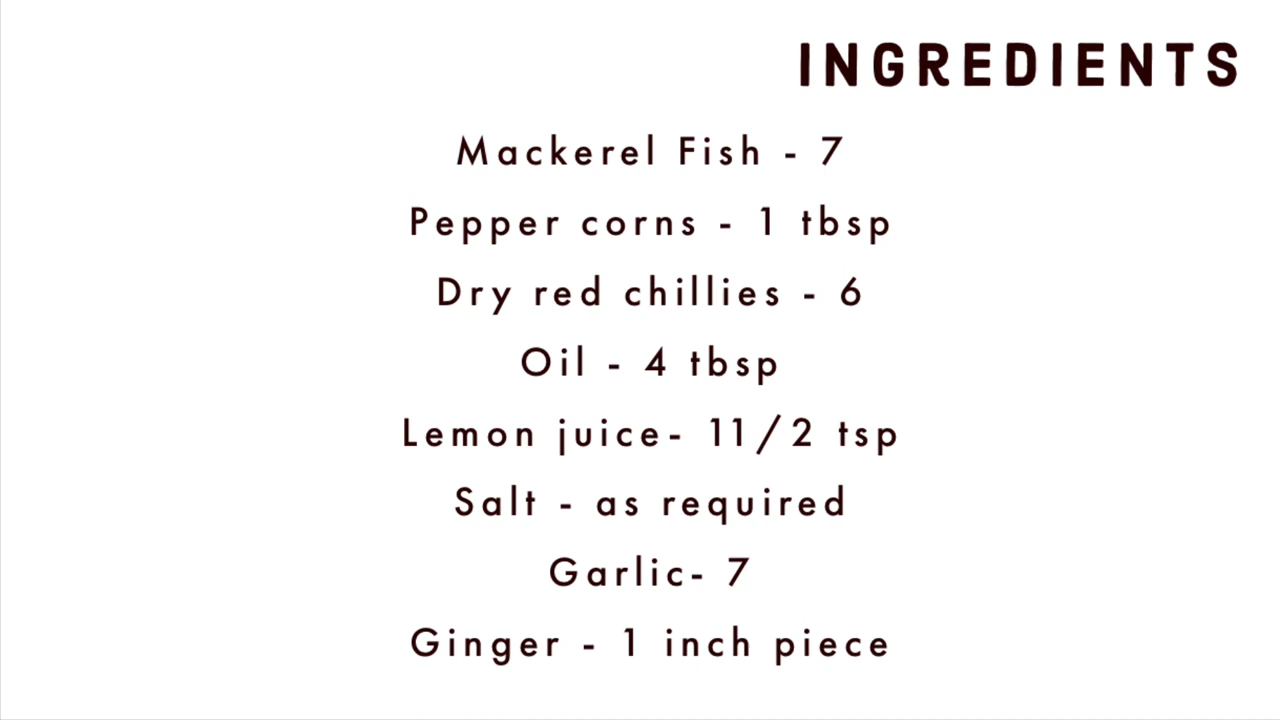 INGREDIENTS
Mackerel Fish - 7
Pepper corns - 1 tbsp
Dry red chillies - 6
Oil - 4 tbsp
Lemon juice- 11/2 tsp
Salt - as required
Garlic- 7
Ginger - 1 inch piece